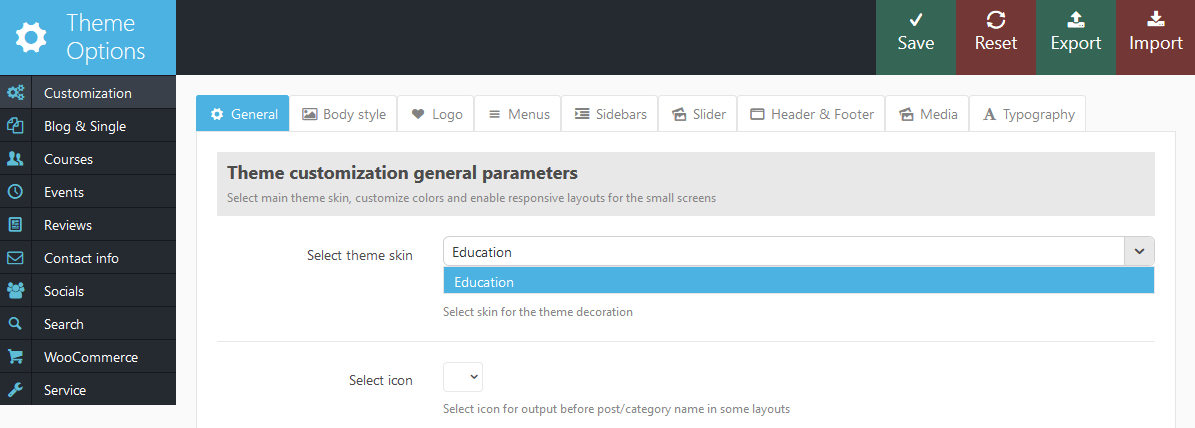 Theme
Options
Save
Reset
Export
Import
Customization
Blog & Single
Courses
Events
Reviews
Contact info
Socials
Search
WooCommerce
Service
General
Body style
Logo
Menus
Sidebars
Slider
Header & Footer
Media
Typography
Theme customization general parameters
Select main theme skin, customize colors and enable responsive layouts for the small screens
Select theme skin
Education
Education
Select skin for the theme decoration
Select icon
Select icon for output before post/category name in some layouts